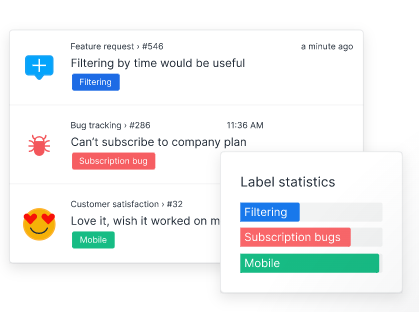 Feature request › #546
a minute ago
Filtering by time would be useful
Filtering
Bug tracking › #286
11:36 AM
Can't subscribe to company plan
Subscription bug
Customer satisfaction › #32
Love it, wish it worked on
Mobile
Label statistics
Filtering
Subscription bugs
Mobile